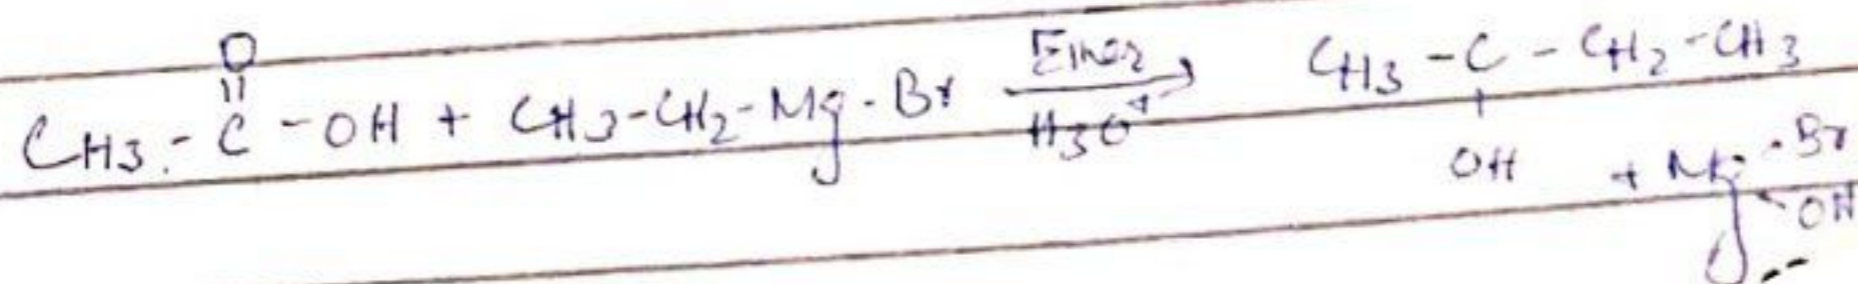 O
||
CH3 - C - OH + CH3 - CH2 - Mg - Br Ether → CH3 - C - CH2 - CH3
H3O+
OH + Mg - Br
OH